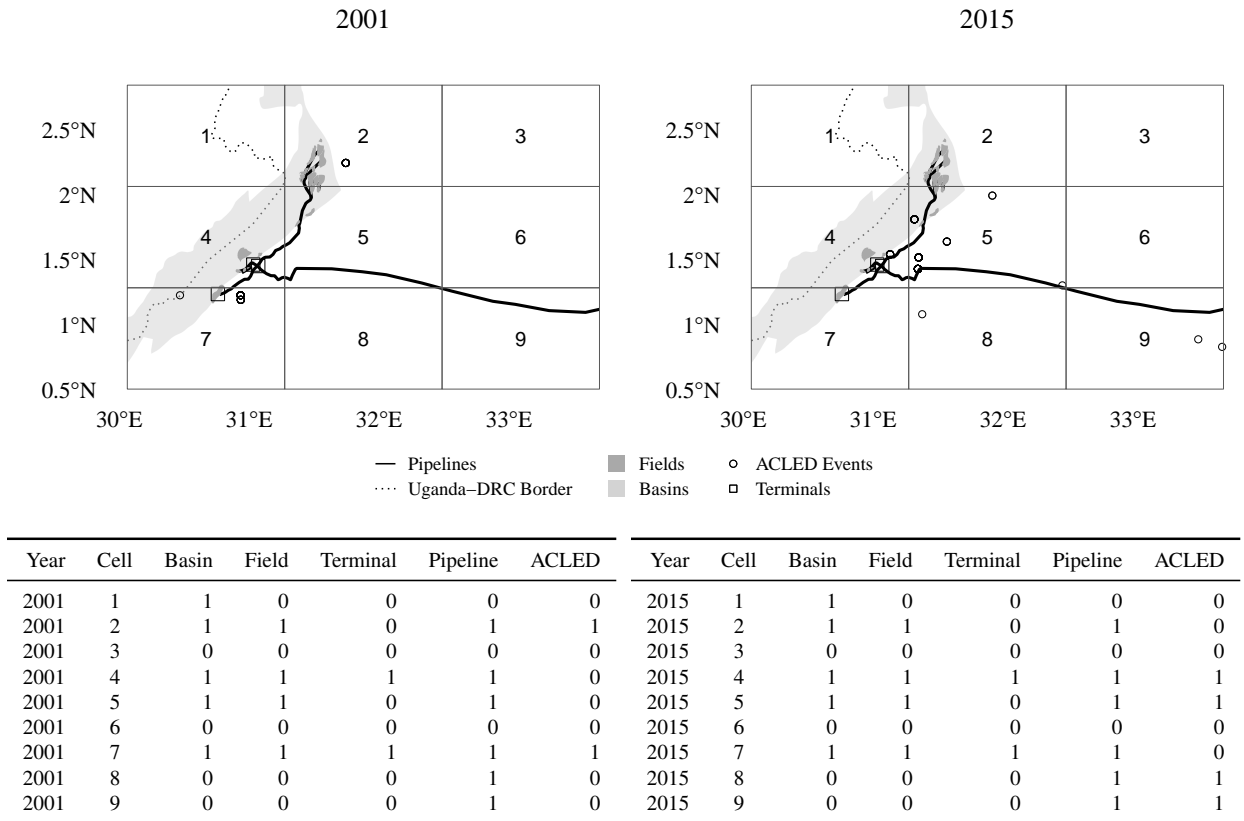 2001
2015
2.5°N
2°N
1.5°N
1°N
0.5°N
30°E 31°E 32°E 33°E
1 2 3
4 5 6
7 8 9
2.5°N
2°N
1.5°N
1°N
0.5°N
30°E 31°E 32°E 33°E
1 2 3
4 5 6
7 8 9
Pipelines Fields ACLED Events
Uganda−DRC Border Basins Terminals
Year Cell Basin Field Terminal Pipeline ACLED Year Cell Basin Field Terminal Pipeline ACLED
2001 1 1 0 0 0 0 2015 1 1 0 0 0 0
2001 2 1 1 0 1 1 2015 2 1 1 0 1 0
2001 3 0 0 0 0 0 2015 3 0 0 0 0 0
2001 4 1 1 1 1 0 2015 4 1 1 1 1 1
2001 5 1 1 0 1 0 2015 5 1 1 0 1 1
2001 6 0 0 0 0 0 2015 6 0 0 0 0 0
2001 7 1 1 1 1 1 2015 7 1 1 1 1 0
2001 8 0 0 0 1 0 2015 8 0 0 0 1 1
2001 9 0 0 0 1 0 2015 9 0 0 0 1 1